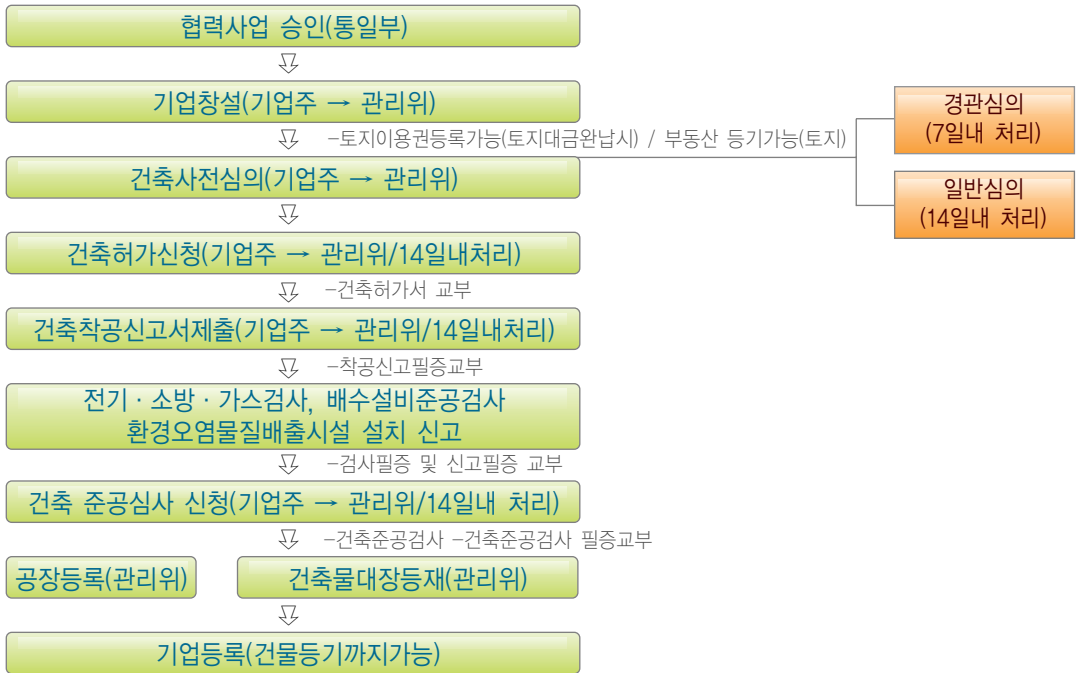 협력사업 승인(통일부)
기업창설(기업주 → 관리위)
-토지이용권등록가능(토지대금완납시) / 부동산 등기가능(토지)
경관심의
(7일내 처리)
건축사전심의(기업주 → 관리위)
일반심의
(14일내 처리)
건축허가신청(기업주 → 관리위/14일내처리)
-건축허가서 교부
건축착공신고서제출(기업주 → 관리위/14일내처리)
-착공신고필증교부
전기 · 소방 · 가스검사, 배수설비준공검사
환경오염물질배출시설 설치 신고
-검사필증 및 신고필증 교부
건축 준공심사 신청(기업주 → 관리위/14일내 처리)
-건축준공검사 -건축준공검사 필증교부
공장등록(관리위)
건축물대장등재(관리위)
기업등록(건물등기까지가능)